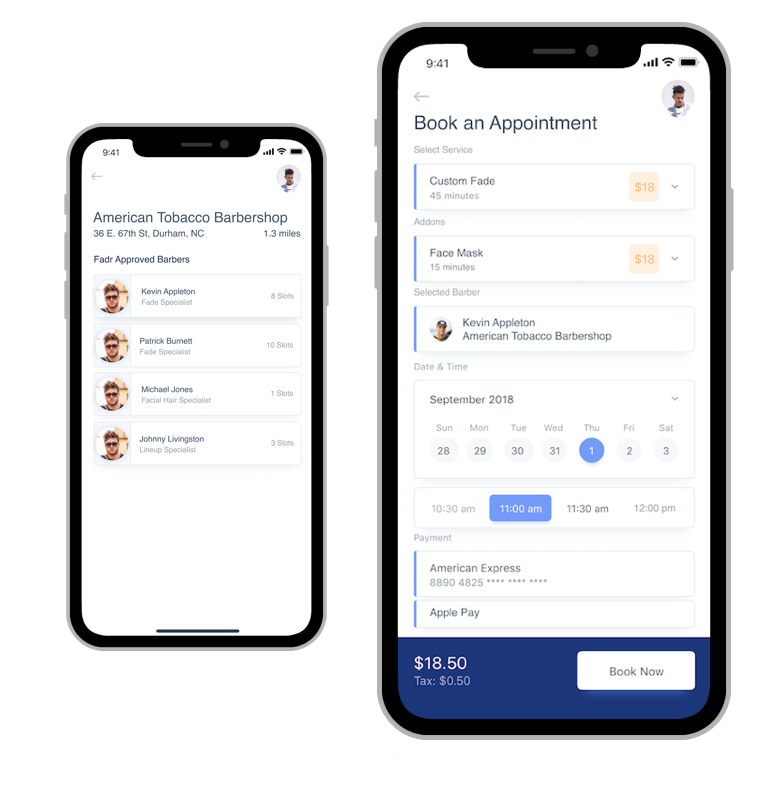 9:41
American Tobacco Barbershop
36 E. 67th St, Durham, NC 1.3 miles
Fadr Approved Barbers
Kevin Appleton
Fade Specialist
8 Slots
Patrick Burnett
Fade Specialist
10 Slots
Michael Jones
Facial Hair Specialist
1 Slots
Johnny Livingston
Lineup Specialist
3 Slots
9:41
Book an Appointment
Select Service
Custom Fade
45 minutes
$18
Addons
Face Mask
15 minutes
$18
Selected Barber
Kevin Appleton
American Tobacco Barbershop
Date & Time
September 2018
Sun Mon Tue Wed Thu Fri Sat
28 29 30 31 1 2 3
10:30 am 11:00 am 11:30 am 12:00 pm
Payment
American Express
8890 4825 **** **** ****
Apple Pay
$18.50
Tax: $0.50
Book Now